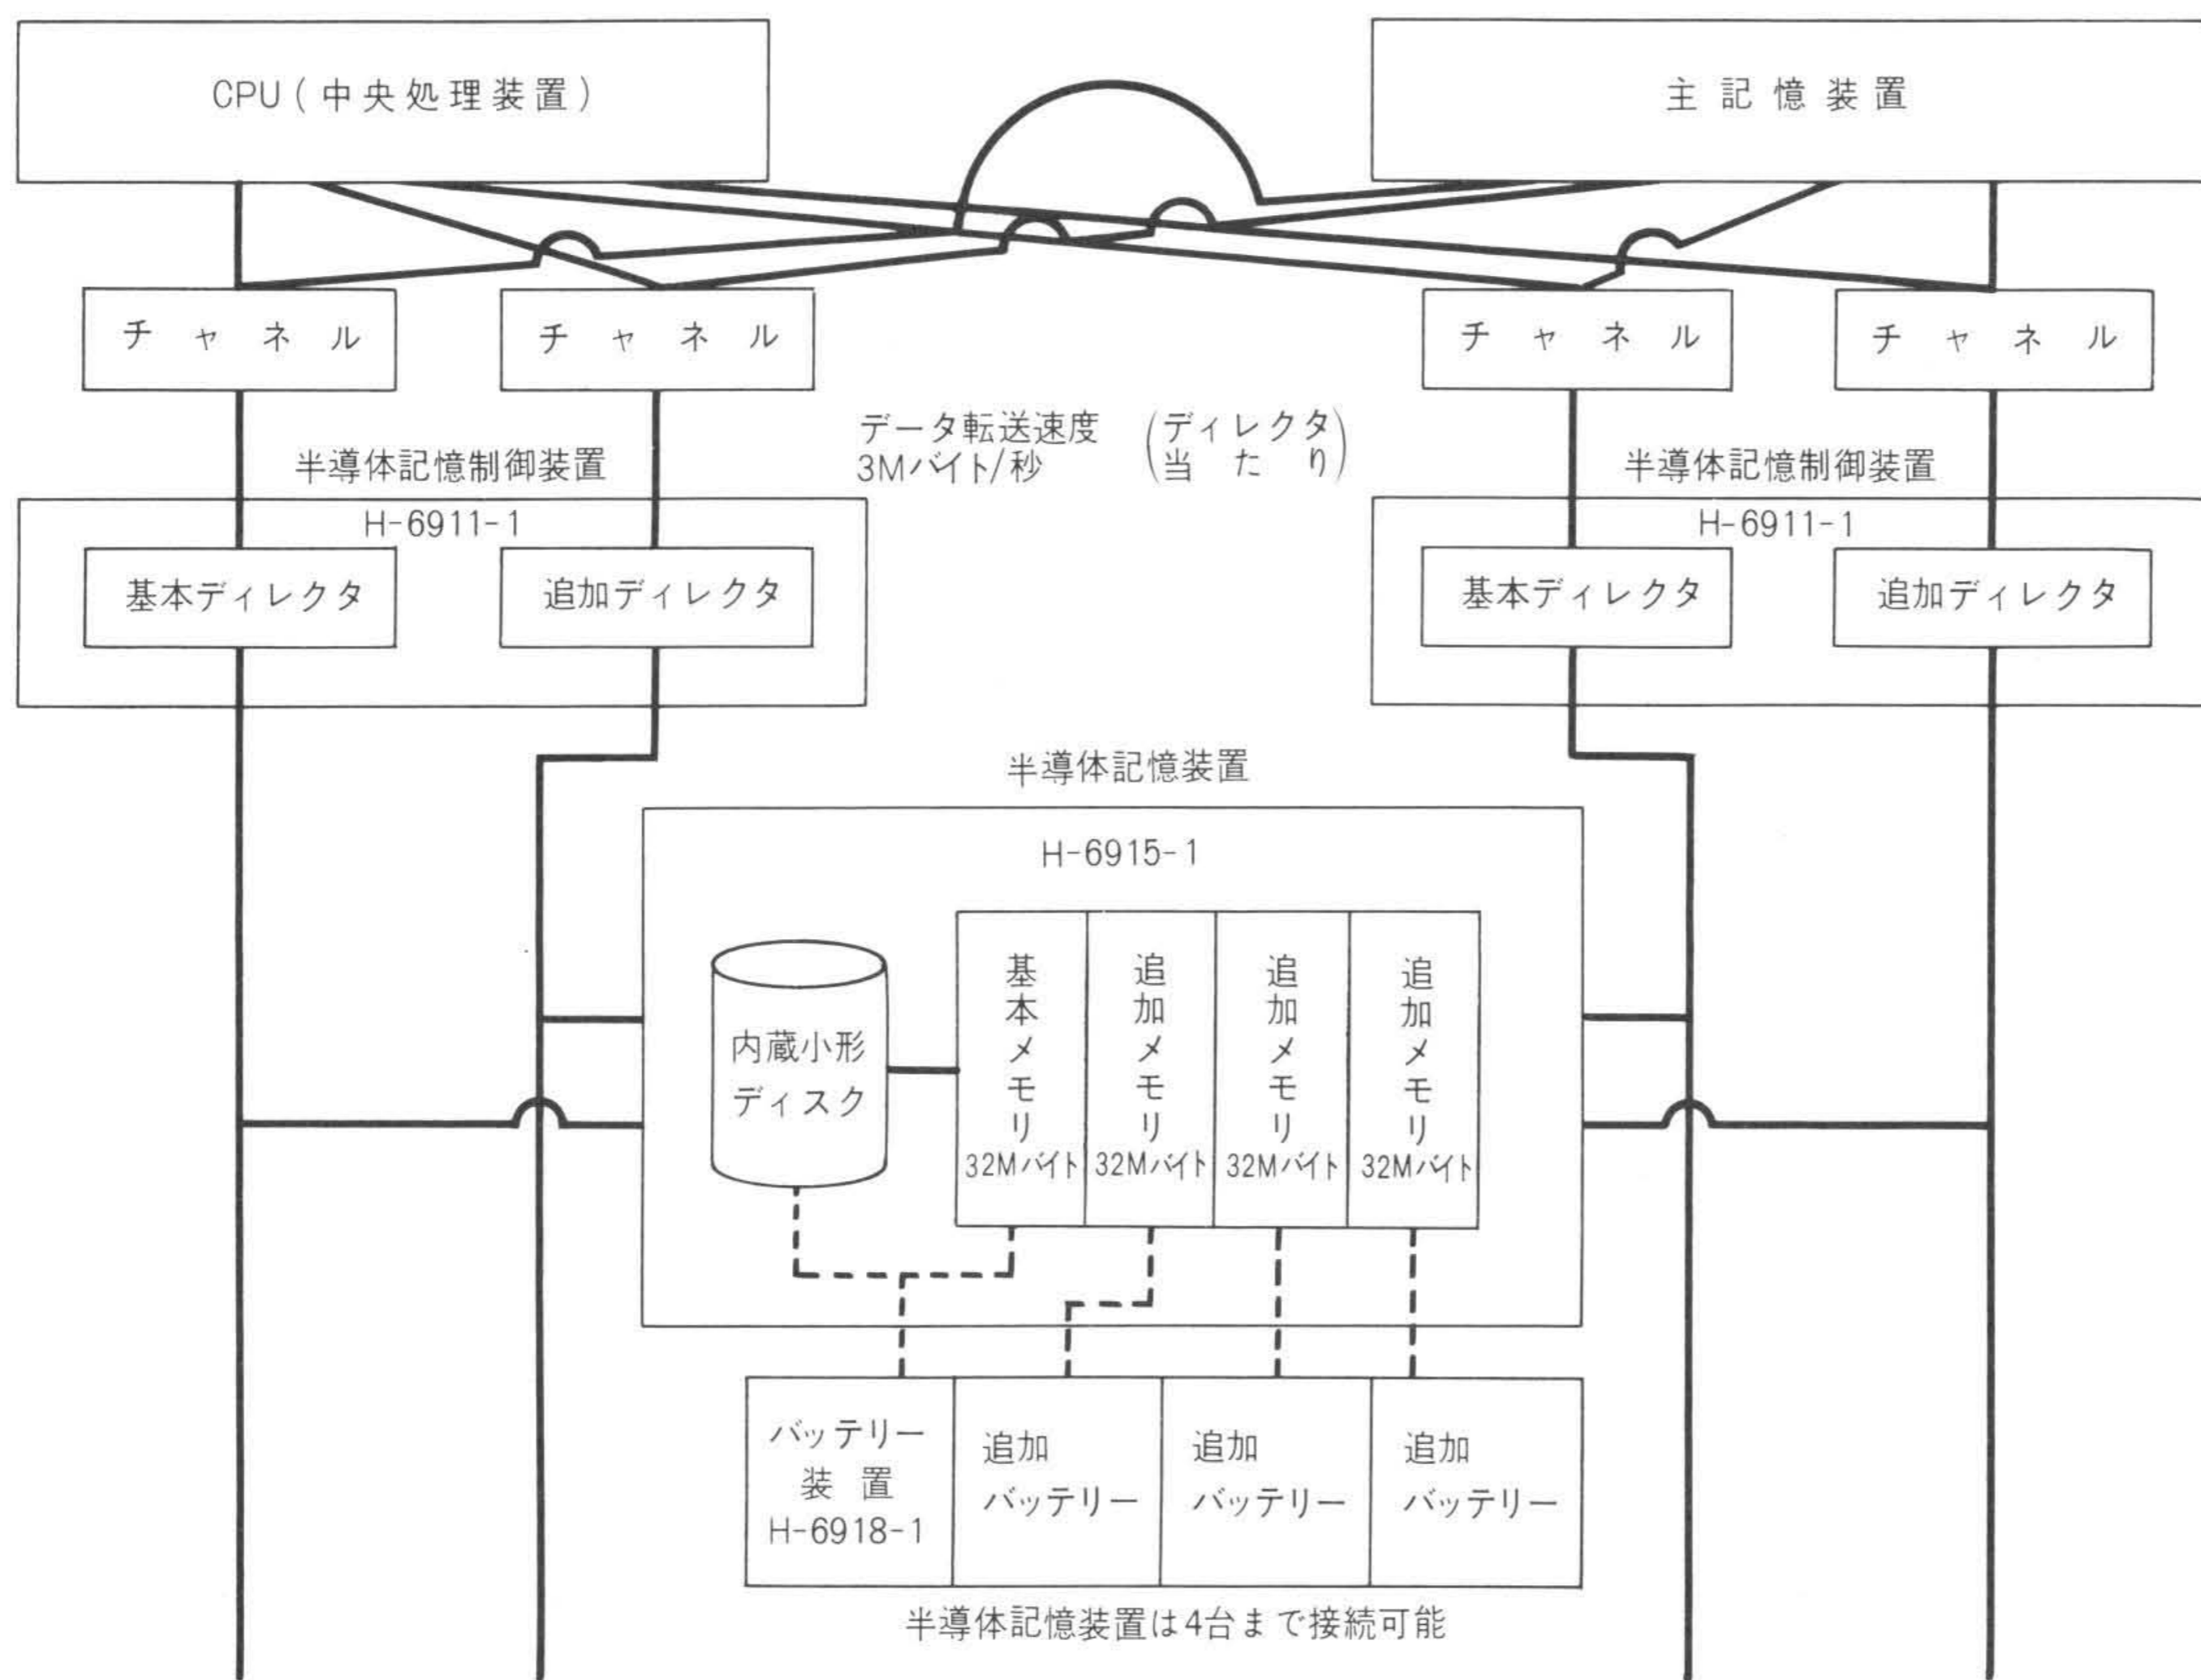 CPU(中央処理装置)
主記憶装置
チャネル
チャネル
チャネル
チャネル
データ転送速度 (ディレクタ
3Mバイト/秒 当たり)
半導体記憶制御装置
半導体記憶制御装置
H-6911-1
H-6911-1
基本ディレクタ
追加ディレクタ
基本ディレクタ
追加ディレクタ
半導体記憶装置
H-6915-1
内蔵小形
ディスク
基本メモリ
32Mバイト
追加メモリ
32Mバイト
追加メモリ
32Mバイト
追加メモリ
32Mバイト
バッテリー
装置
H-6918-1
追加
バッテリー
追加
バッテリー
追加
バッテリー
半導体記憶装置は4台まで接続可能